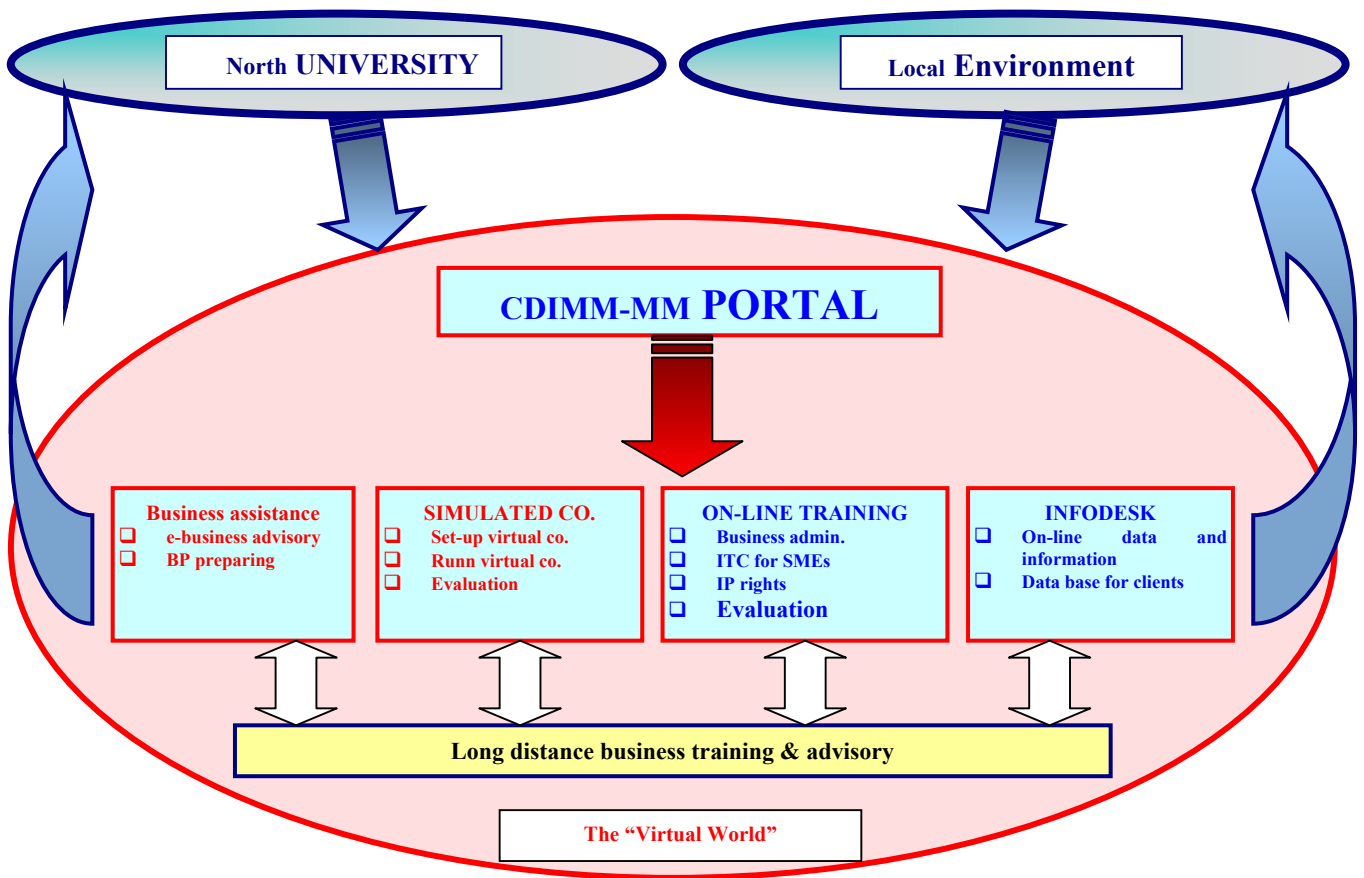 North UNIVERSITY
Local Environment
CDIMM-MM PORTAL
Business assistance
❑ e-business advisory
❑ BP preparing
SIMULATED CO.
❑ Set-up virtual co.
❑ Runn virtual co.
❑ Evaluation
ON-LINE TRAINING
❑ Business admin.
❑ ITC for SMEs
❑ IP rights
❑ Evaluation
INFODESK
❑ On-line data and
information
❑ Data base for clients
Long distance business training & advisory
The “Virtual World”